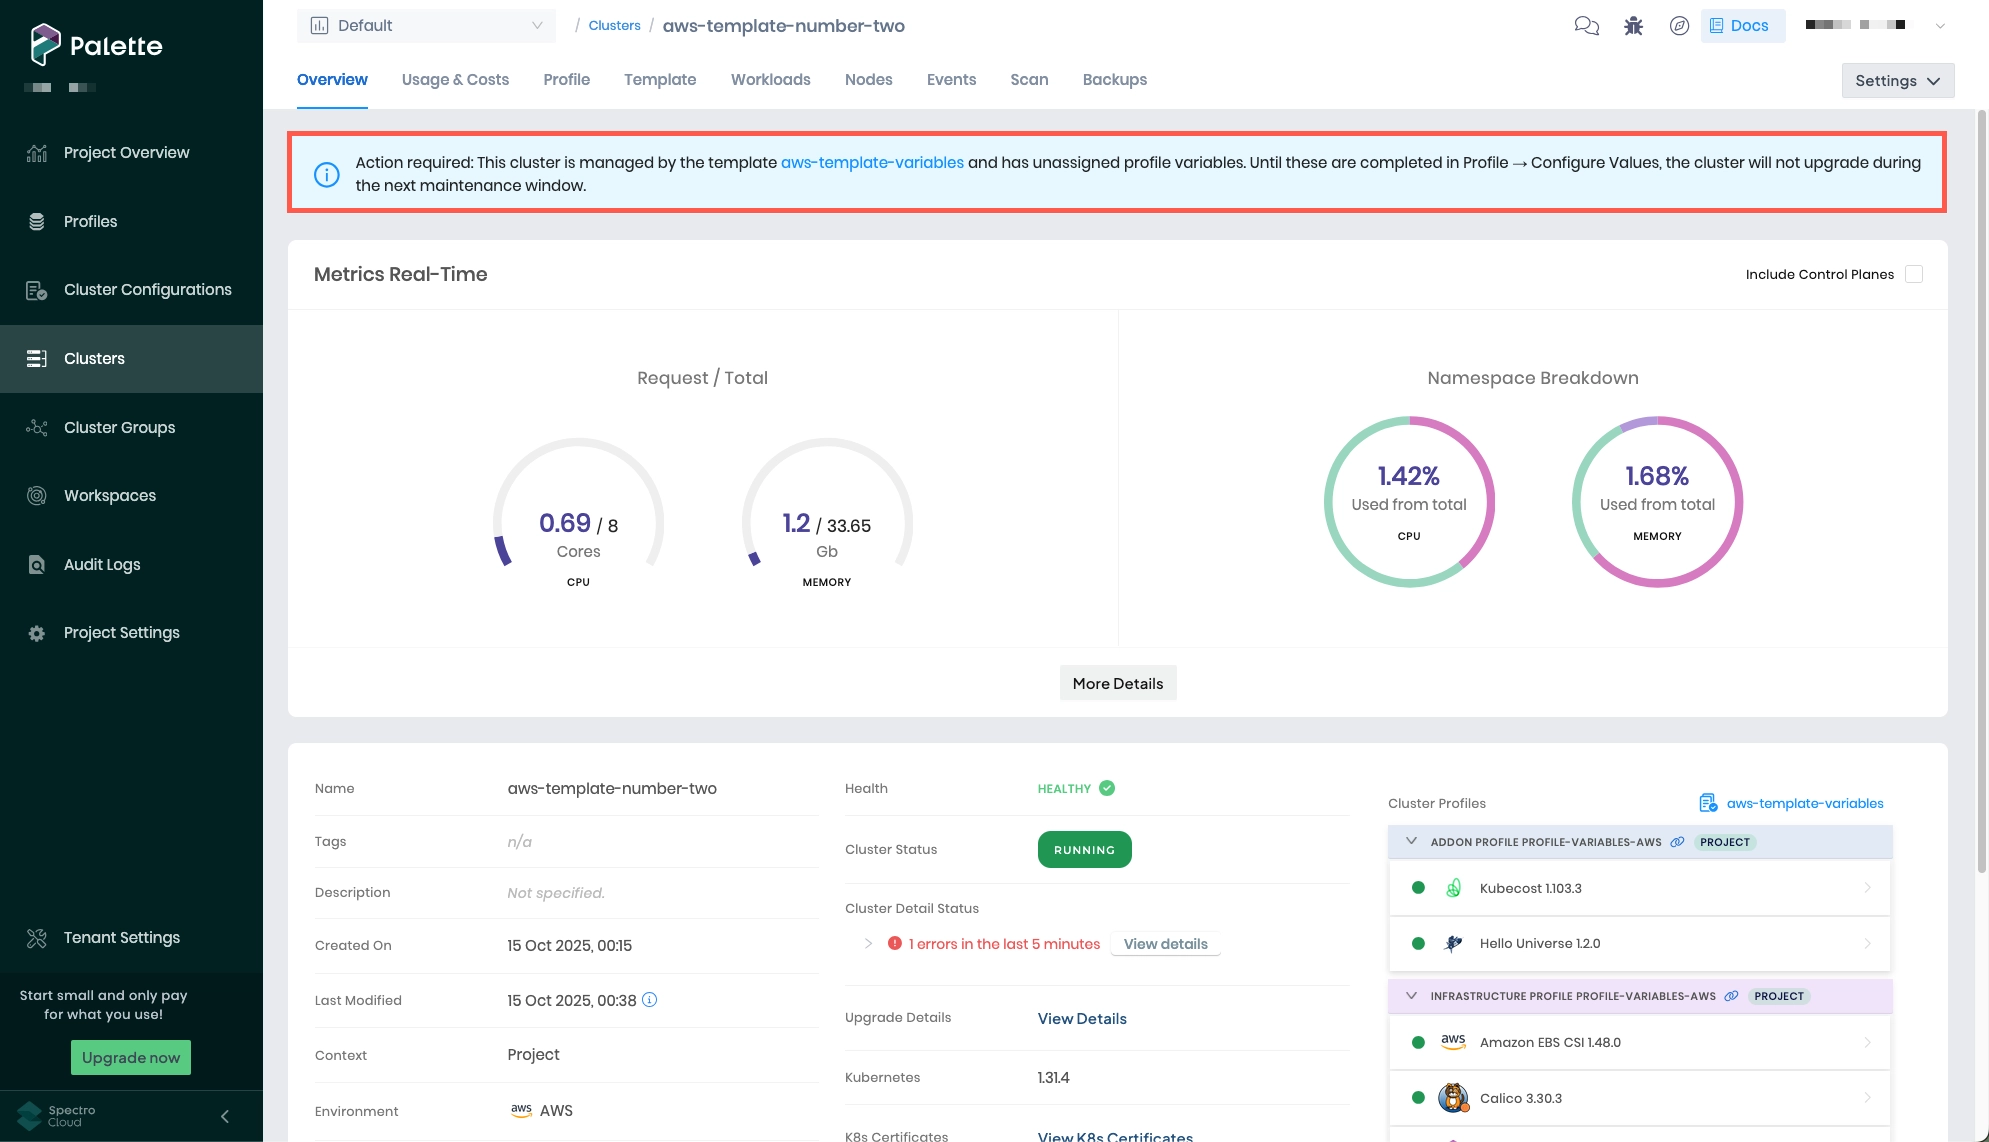 Palette
Project Overview
Profiles
Cluster Configurations
Clusters
Cluster Groups
Workspaces
Audit Logs
Project Settings
Tenant Settings
Start small and only pay
for what you use!
Upgrade now
Spectro
Cloud
Default
/ Clusters / aws-template-number-two
Docs
Overview
Usage & Costs
Profile
Template
Workloads
Nodes
Events
Scan
Backups
Settings
Action required: This cluster is managed by the template aws-template-variables and has unassigned profile variables. Until these are completed in Profile → Configure Values, the cluster will not upgrade during
the next maintenance window.
Metrics Real-Time
Include Control Planes
Request / Total
0.69 / 8
Cores
CPU
1.2 / 33.65
Gb
MEMORY
Namespace Breakdown
1.42%
Used from total
CPU
1.68%
Used from total
MEMORY
More Details
Name
aws-template-number-two
Tags
n/a
Description
Not specified.
Created On
15 Oct 2025, 00:15
Last Modified
15 Oct 2025, 00:38
Context
Project
Environment
aws AWS
Health
HEALTHY
Cluster Status
RUNNING
Cluster Detail Status
1 errors in the last 5 minutes
View details
Upgrade Details
View Details
Kubernetes
1.31.4
K8s Certificates
View K8s Certificates
Cluster Profiles
aws-template-variables
ADDON PROFILE PROFILE-VARIABLES-AWS
PROJECT
Kubecost 1.103.3
Hello Universe 1.2.0
INFRASTRUCTURE PROFILE PROFILE-VARIABLES-AWS
PROJECT
aws Amazon EBS CSI 1.48.0
Calico 3.30.3